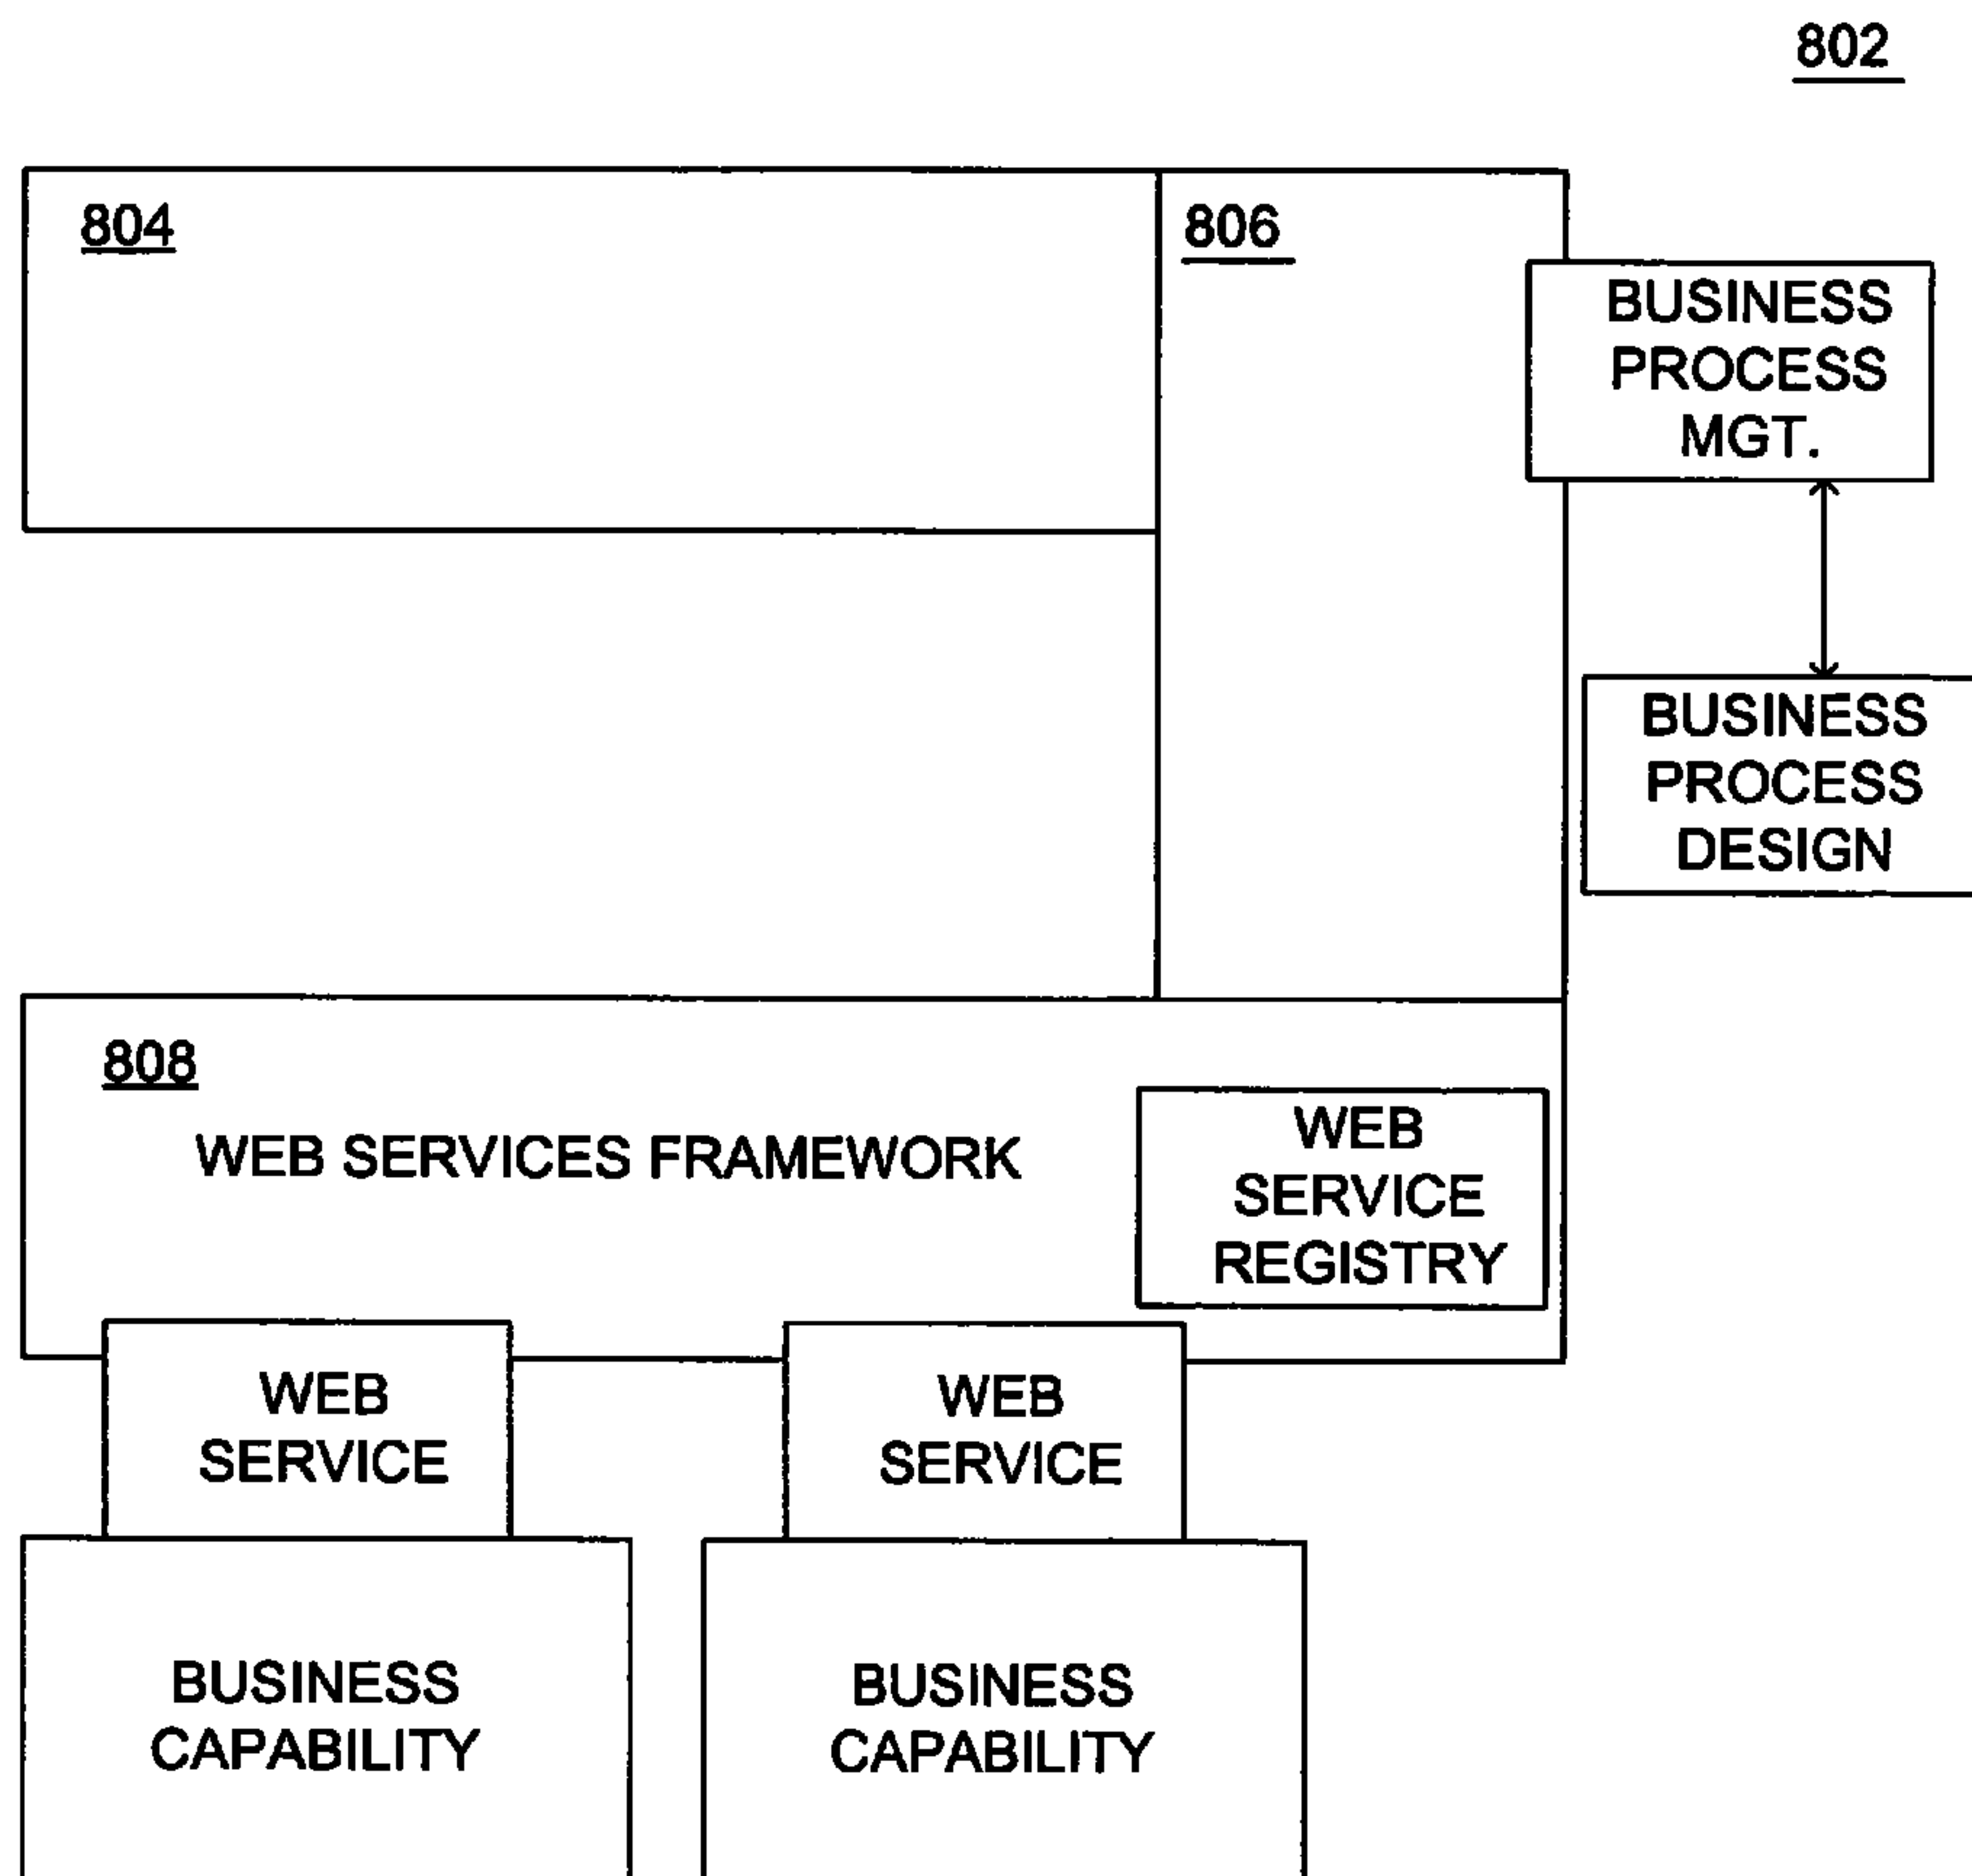 802
804
806
BUSINESS
PROCESS
MGT.
BUSINESS
PROCESS
DESIGN
808
WEB SERVICES FRAMEWORK
WEB
SERVICE
REGISTRY
WEB
SERVICE
WEB
SERVICE
BUSINESS
CAPABILITY
BUSINESS
CAPABILITY